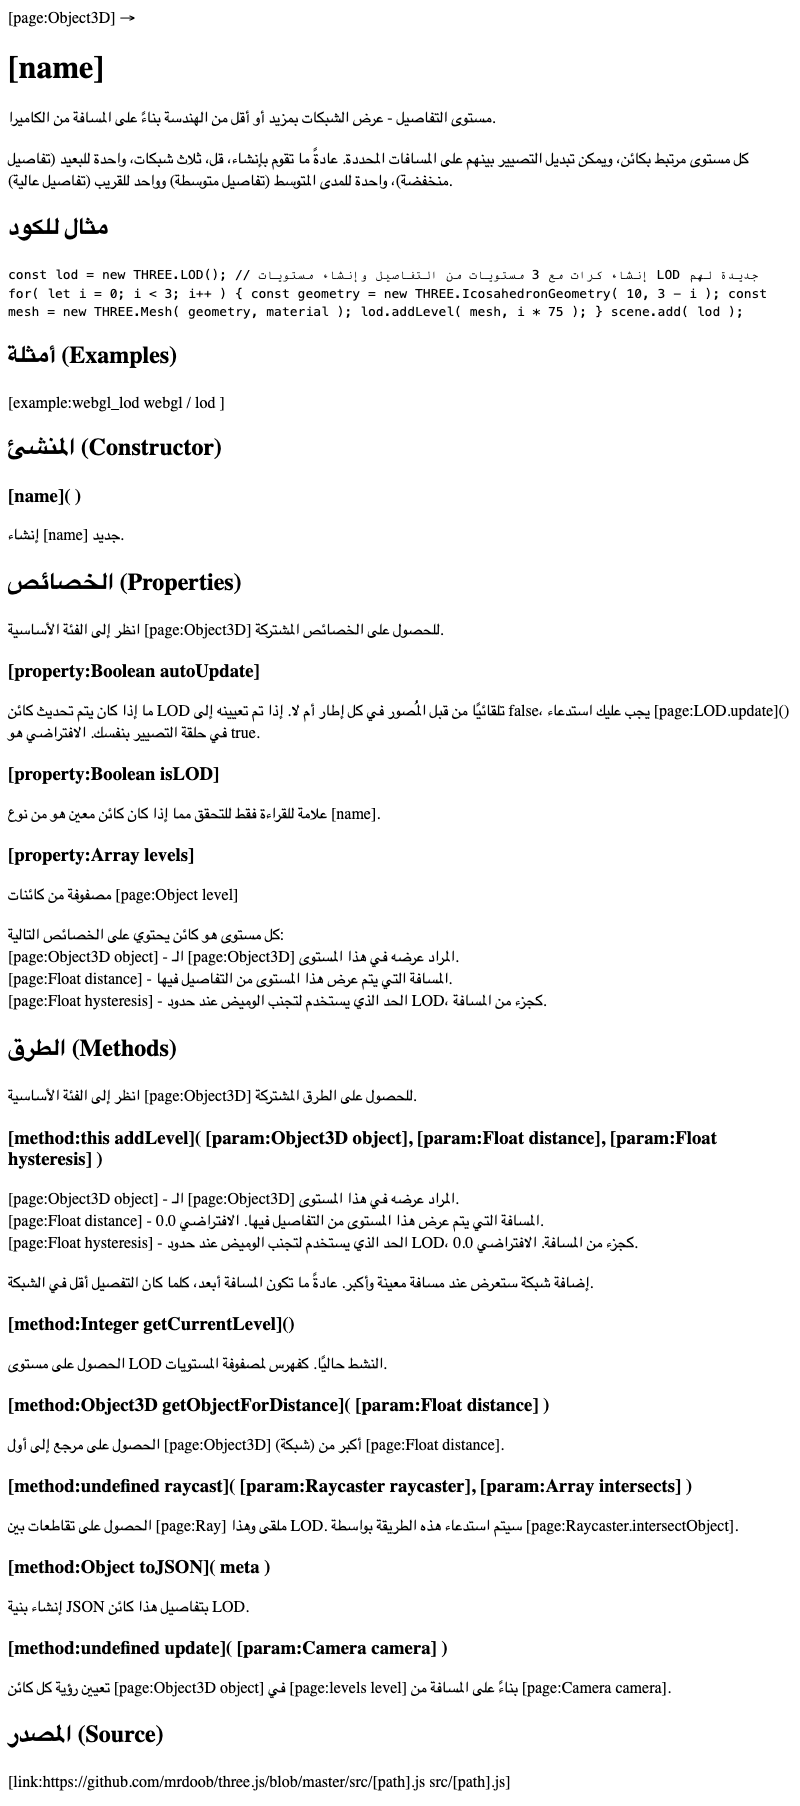 [page:Object3D] →
[name]
مستوى التفاصيل - عرض الشبكات بمزيد أو أقل من الهندسة بناءً على المسافة من الكاميرا.
كل مستوى مرتبط بكائن، ويمكن تبديل التصيير بينهم على المسافات المحددة. عادةً ما تقوم بإنشاء، قل، ثلاث شبكات، واحدة للبعيد (تفاصيل
منخفضة)، واحدة للمدى المتوسط (تفاصيل متوسطة) وواحد للقريب (تفاصيل عالية).
مثال للكود
const lod = new THREE.LOD(); // إنشاء كرات مع 3 مستويات من التفاصيل وإنشاء مستويات LOD جديدة لهم
for( let i = 0; i < 3; i++ ) { const geometry = new THREE.IcosahedronGeometry( 10, 3 - i ); const
mesh = new THREE.Mesh( geometry, material ); lod.addLevel( mesh, i * 75 ); } scene.add( lod );
أمثلة (Examples)
[example:webgl_lod webgl / lod ]
المنشئ (Constructor)
[name]( )
إنشاء [name] جديد.
الخصائص (Properties)
انظر إلى الفئة الأساسية [page:Object3D] للحصول على الخصائص المشتركة.
[property:Boolean autoUpdate]
ما إذا كان يتم تحديث كائن LOD تلقائيًا من قبل المُصور في كل إطار أم لا. إذا تم تعيينه إلى false، يجب عليك استدعاء [page:LOD.update]()
في حلقة التصيير بنفسك. الافتراضي هو true.
[property:Boolean isLOD]
علامة للقراءة فقط للتحقق مما إذا كان كائن معين هو من نوع [name].
[property:Array levels]
مصفوفة من كائنات [page:Object level]
كل مستوى هو كائن يحتوي على الخصائص التالية:
[page:Object3D object] - الـ [page:Object3D] المراد عرضه في هذا المستوى.
[page:Float distance] - المسافة التي يتم عرض هذا المستوى من التفاصيل فيها.
[page:Float hysteresis] - الحد الذي يستخدم لتجنب الوميض عند حدود LOD، كجزء من المسافة.
الطرق (Methods)
انظر إلى الفئة الأساسية [page:Object3D] للحصول على الطرق المشتركة.
[method:this addLevel]( [param:Object3D object], [param:Float distance], [param:Float
hysteresis] )
[page:Object3D object] - الـ [page:Object3D] المراد عرضه في هذا المستوى.
[page:Float distance] - المسافة التي يتم عرض هذا المستوى من التفاصيل فيها. الافتراضي 0.0.
[page:Float hysteresis] - الحد الذي يستخدم لتجنب الوميض عند حدود LOD، كجزء من المسافة. الافتراضي 0.0.
إضافة شبكة ستعرض عند مسافة معينة وأكبر. عادةً ما تكون المسافة أبعد، كلما كان التفصيل أقل في الشبكة.
[method:Integer getCurrentLevel]()
الحصول على مستوى LOD النشط حاليًا. كفهرس لمصفوفة المستويات.
[method:Object3D getObjectForDistance]( [param:Float distance] )
الحصول على مرجع إلى أول [page:Object3D] (شبكة) أكبر من [page:Float distance].
[method:undefined raycast]( [param:Raycaster raycaster], [param:Array intersects] )
الحصول على تقاطعات بين [page:Ray] ملقى وهذا LOD. سيتم استدعاء هذه الطريقة بواسطة [page:Raycaster.intersectObject].
[method:Object toJSON]( meta )
إنشاء بنية JSON بتفاصيل هذا كائن LOD.
[method:undefined update]( [param:Camera camera] )
تعيين رؤية كل كائن [page:Object3D object] في [page:levels level] بناءً على المسافة من [page:Camera camera].
المصدر (Source)
[link:https://github.com/mrdoob/three.js/blob/master/src/[path].js src/[path].js]